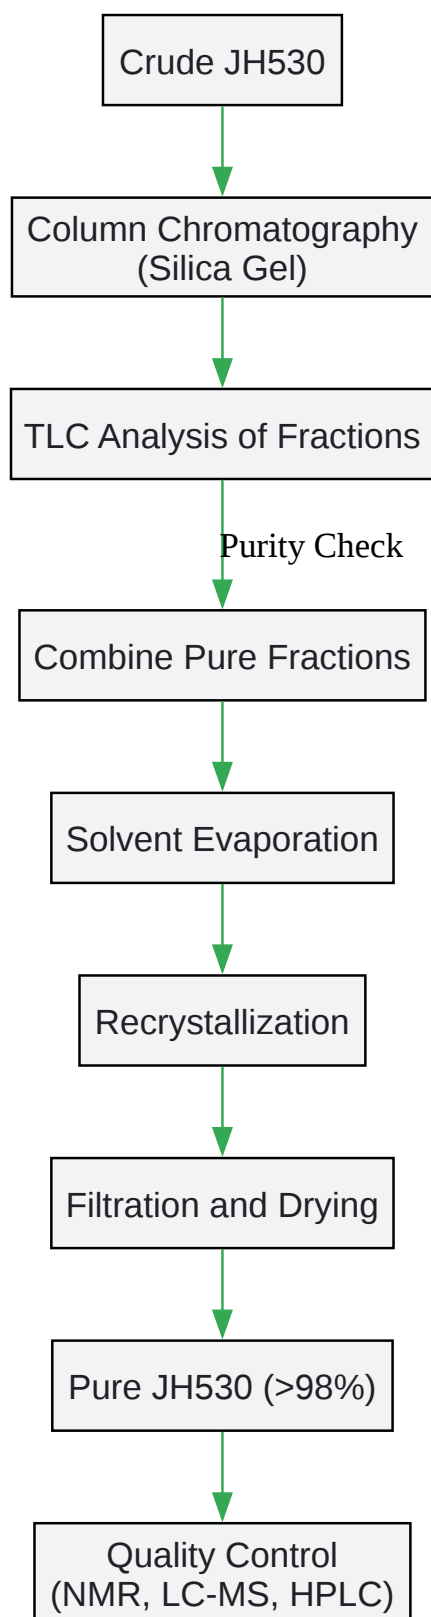 Crude JH530
Column Chromatography
(Silica Gel)
TLC Analysis of Fractions
Purity Check
Combine Pure Fractions
Solvent Evaporation
Recrystallization
Filtration and Drying
Pure JH530 (>98%)
Quality Control
(NMR, LC-MS, HPLC)